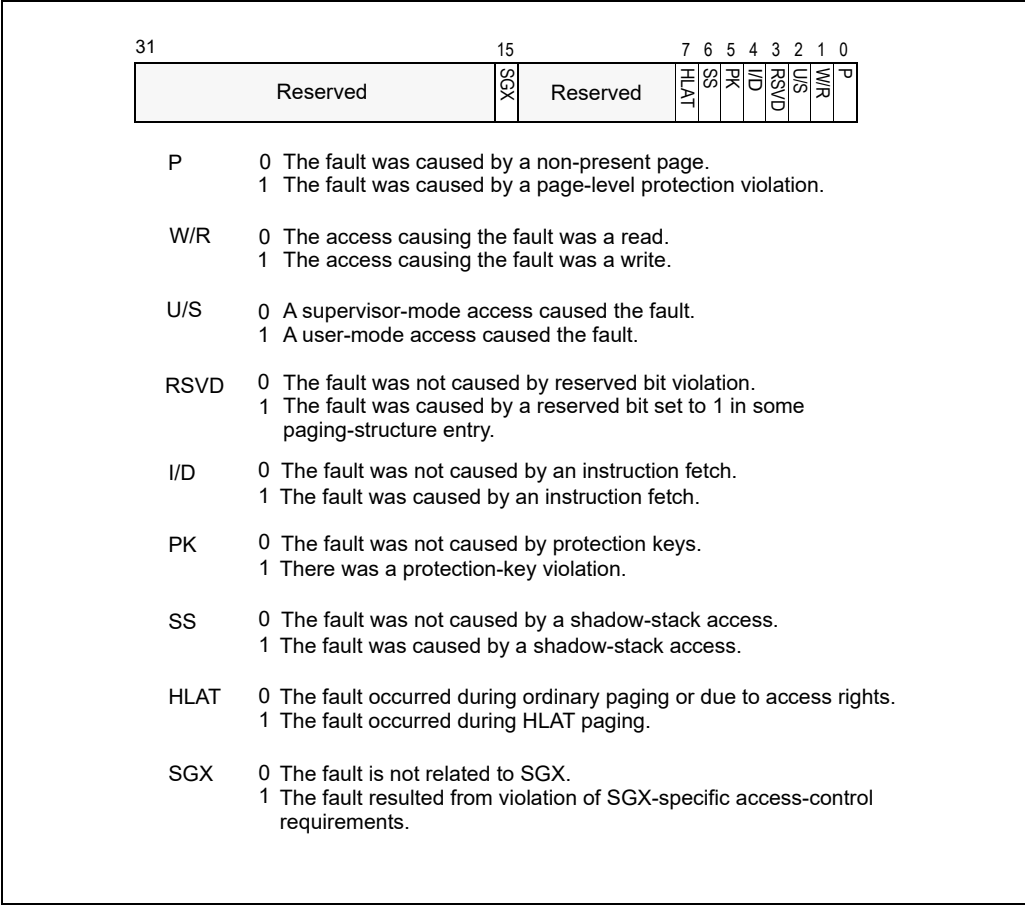 31 15 7 6 5 4 3 2 1 0
Reserved SGX Reserved HLAT SS PK I/D RSVD U/S W/R P
P 0 The fault was caused by a non-present page.
1 The fault was caused by a page-level protection violation.
W/R 0 The access causing the fault was a read.
1 The access causing the fault was a write.
U/S 0 A supervisor-mode access caused the fault.
1 A user-mode access caused the fault.
RSVD 0 The fault was not caused by reserved bit violation.
1 The fault was caused by a reserved bit set to 1 in some
paging-structure entry.
I/D 0 The fault was not caused by an instruction fetch.
1 The fault was caused by an instruction fetch.
PK 0 The fault was not caused by protection keys.
1 There was a protection-key violation.
SS 0 The fault was not caused by a shadow-stack access.
1 The fault was caused by a shadow-stack access.
HLAT 0 The fault occurred during ordinary paging or due to access rights.
1 The fault occurred during HLAT paging.
SGX 0 The fault is not related to SGX.
1 The fault resulted from violation of SGX-specific access-control
requirements.